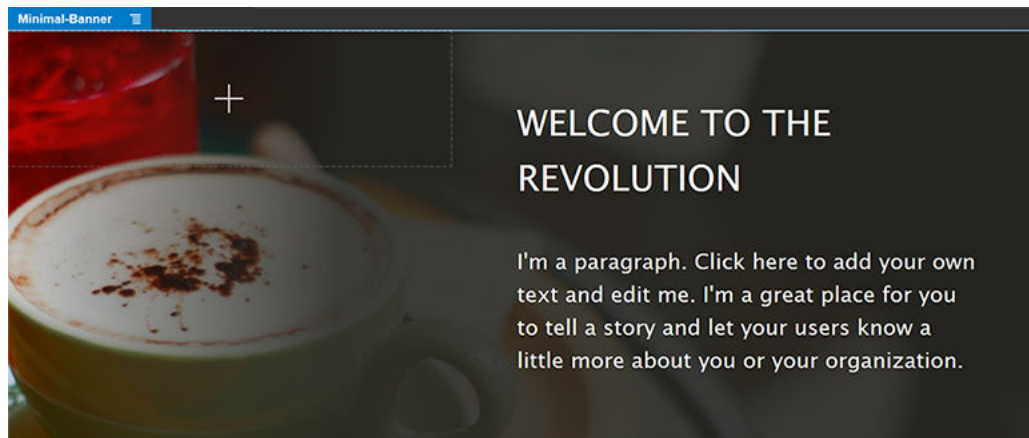 Minimal-Banner
WELCOME TO THE
REVOLUTION
I'm a paragraph. Click here to add your own
text and edit me. I'm a great place for you
to tell a story and let your users know a
little more about you or your organization.